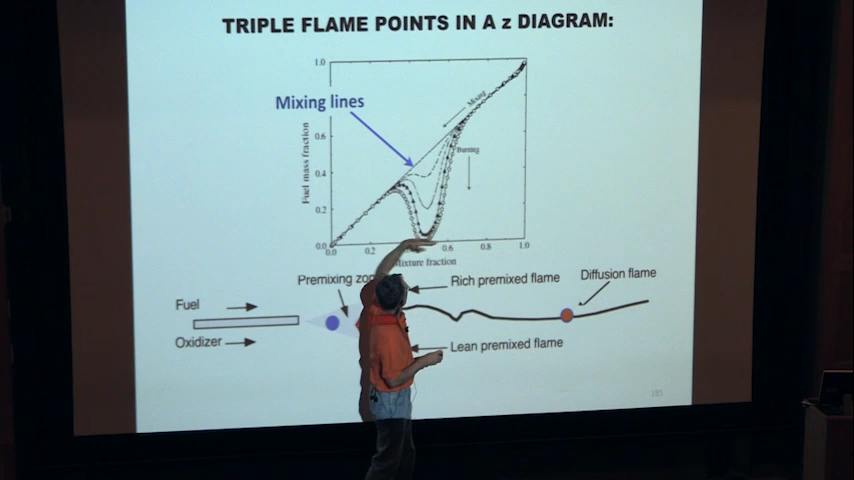 TRIPLE FLAME POINTS IN A z DIAGRAM:
1.0
Mixing lines
Mixing
0.6
Burning
Fuel mass fraction
0.4
0.2
0.0
0.0 0.2 0.6 0.8 1.0
Mixture fraction
Premixing
Rich premixed flame
Diffusion flame
Fuel
Oxidizer
Lean premixed flame